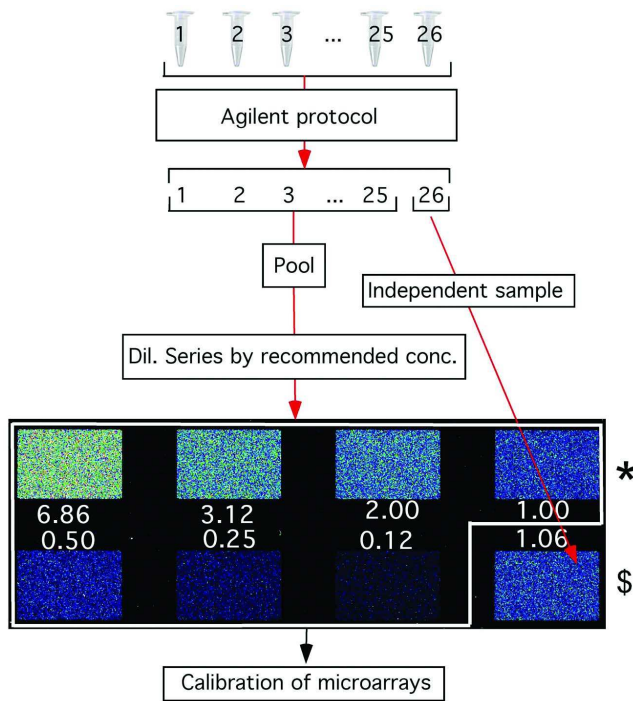 1 2 3 ... 25 26
Agilent protocol
1 2 3 ... 25 26
Pool
Independent sample
Dil. Series by recommended conc.
*
6.86 3.12 2.00 1.00
0.50 0.25 0.12 1.06
$
Calibration of microarrays